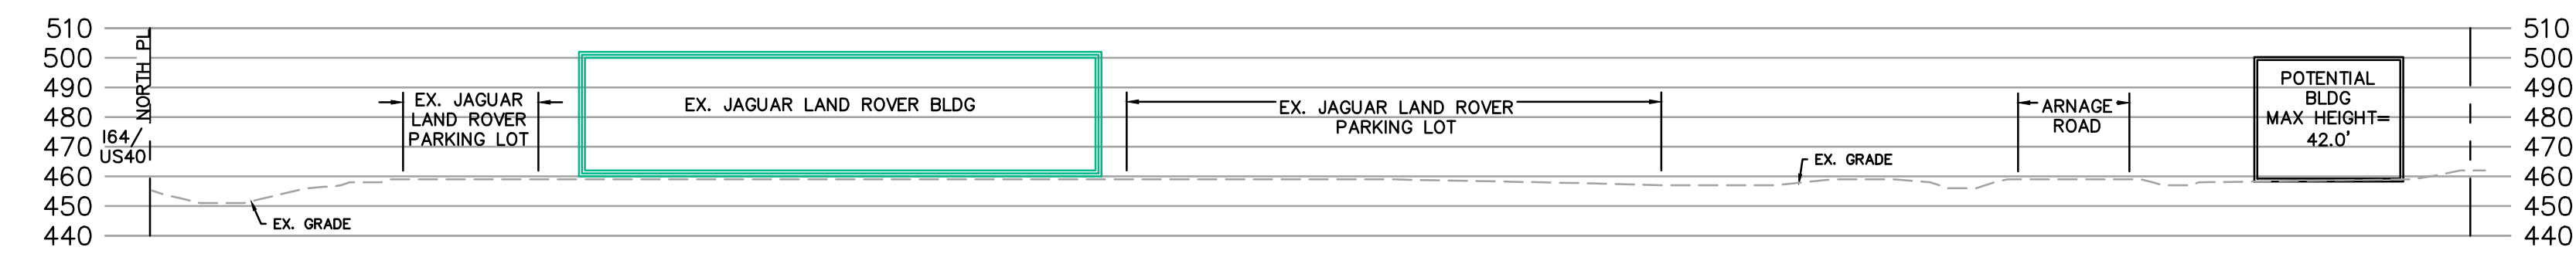 510
500
490
480
470
460
450
440
NORTH PL
I64/
US40
EX. JAGUAR
LAND ROVER
PARKING LOT
EX. GRADE
EX. JAGUAR LAND ROVER BLDG
EX. JAGUAR LAND ROVER
PARKING LOT
EX. GRADE
ARNAGE
ROAD
POTENTIAL
BLDG
MAX HEIGHT=
42.0'
510
500
490
480
470
460
450
440